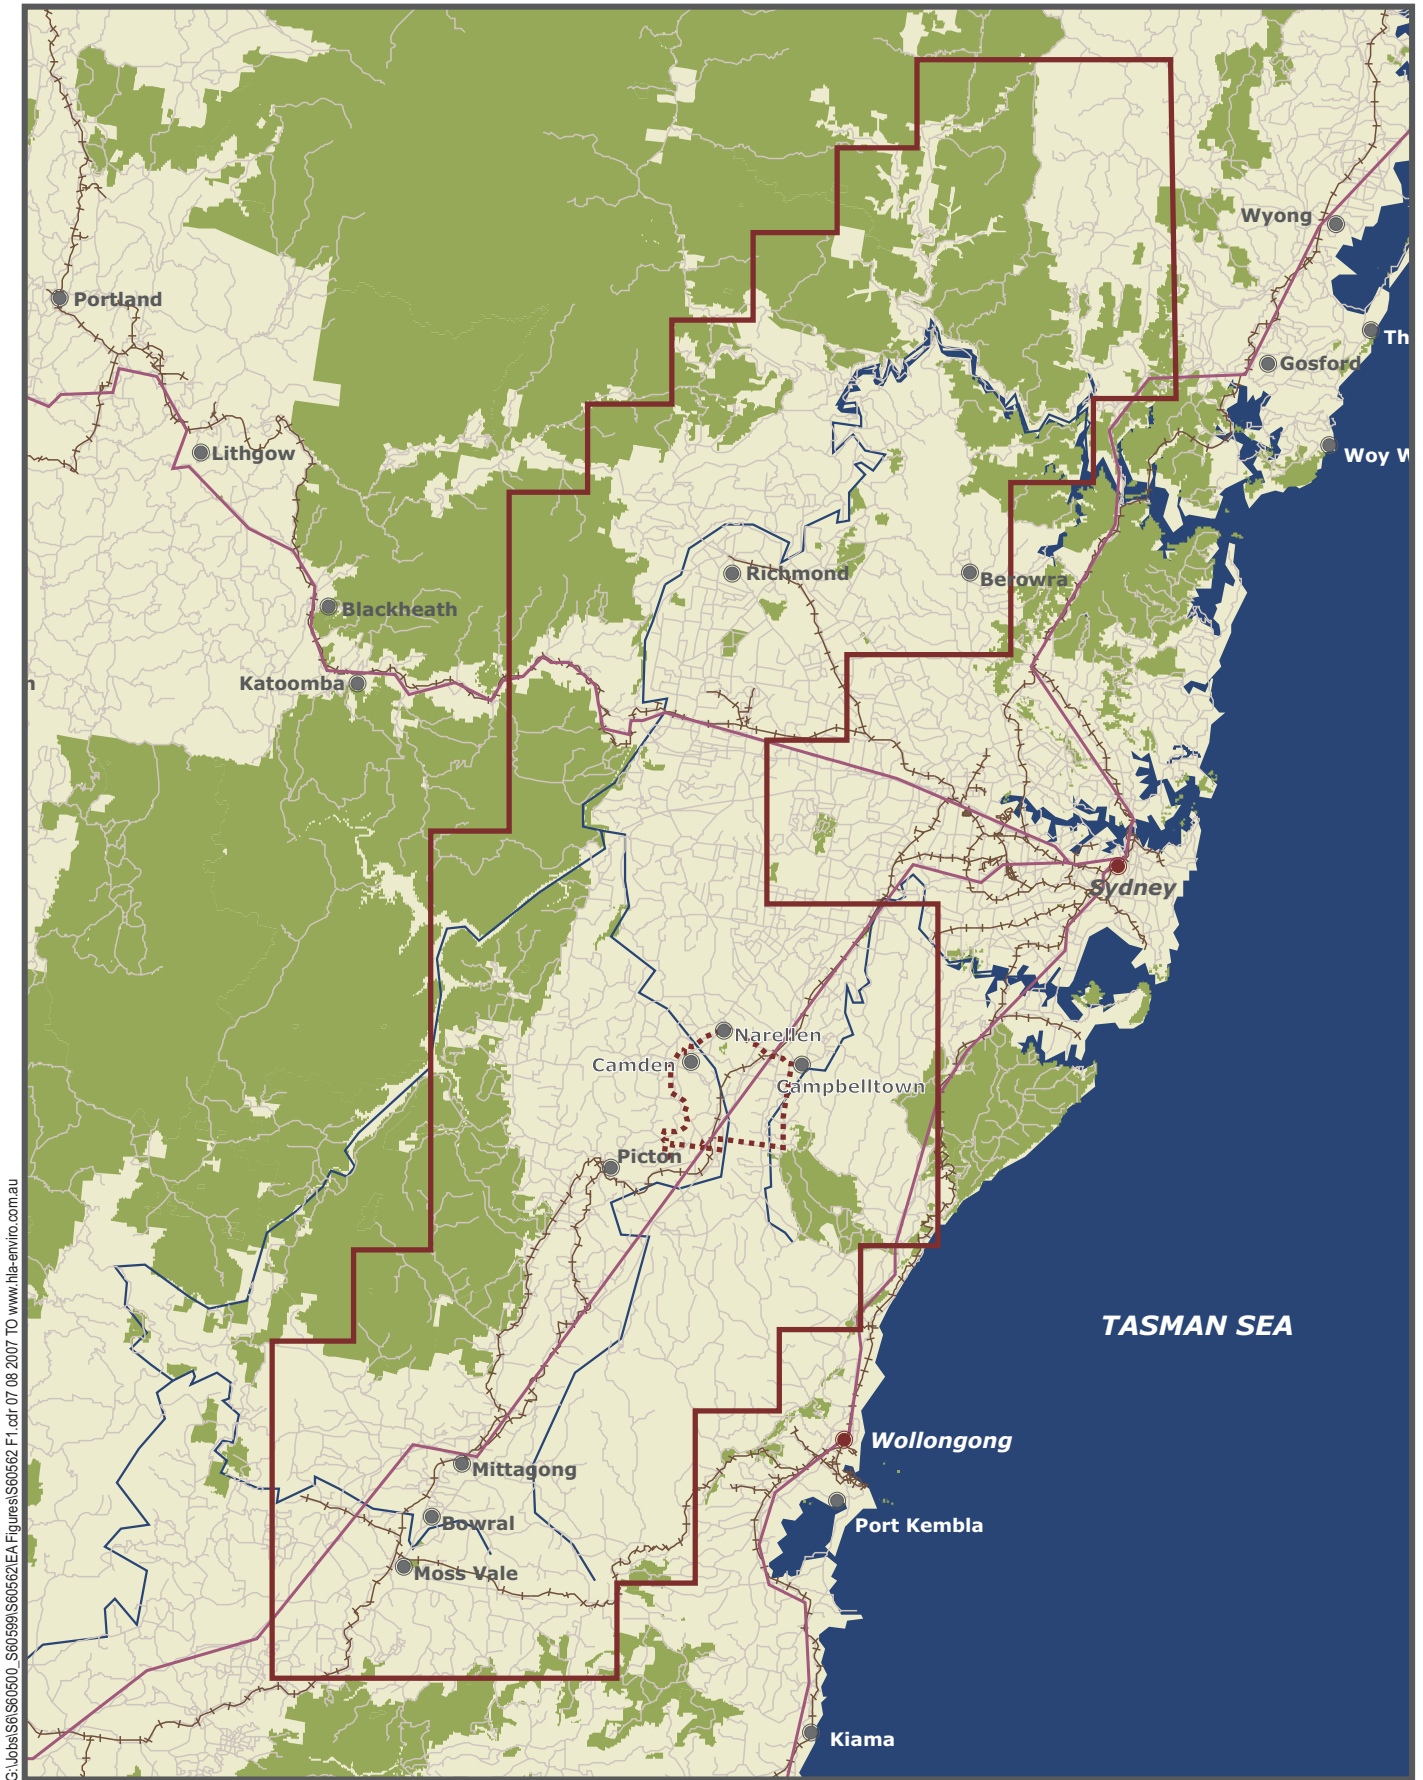 Wyong
Portland
Th
Gosford
Lithgow
Woy W
Richmond
Berowra
Blackheath
Katoomba
Sydney
Narellen
Camden
Campbelltown
Picton
TASMAN SEA
Wollongong
Mittagong
Bowral
Port Kembla
Moss Vale
Kiama
G:\Jobs\S6\S60500_S60599\S60562\EA Figures\S60562 F1.cdr 07 08 2007 TO www.hla-enviro.com.au